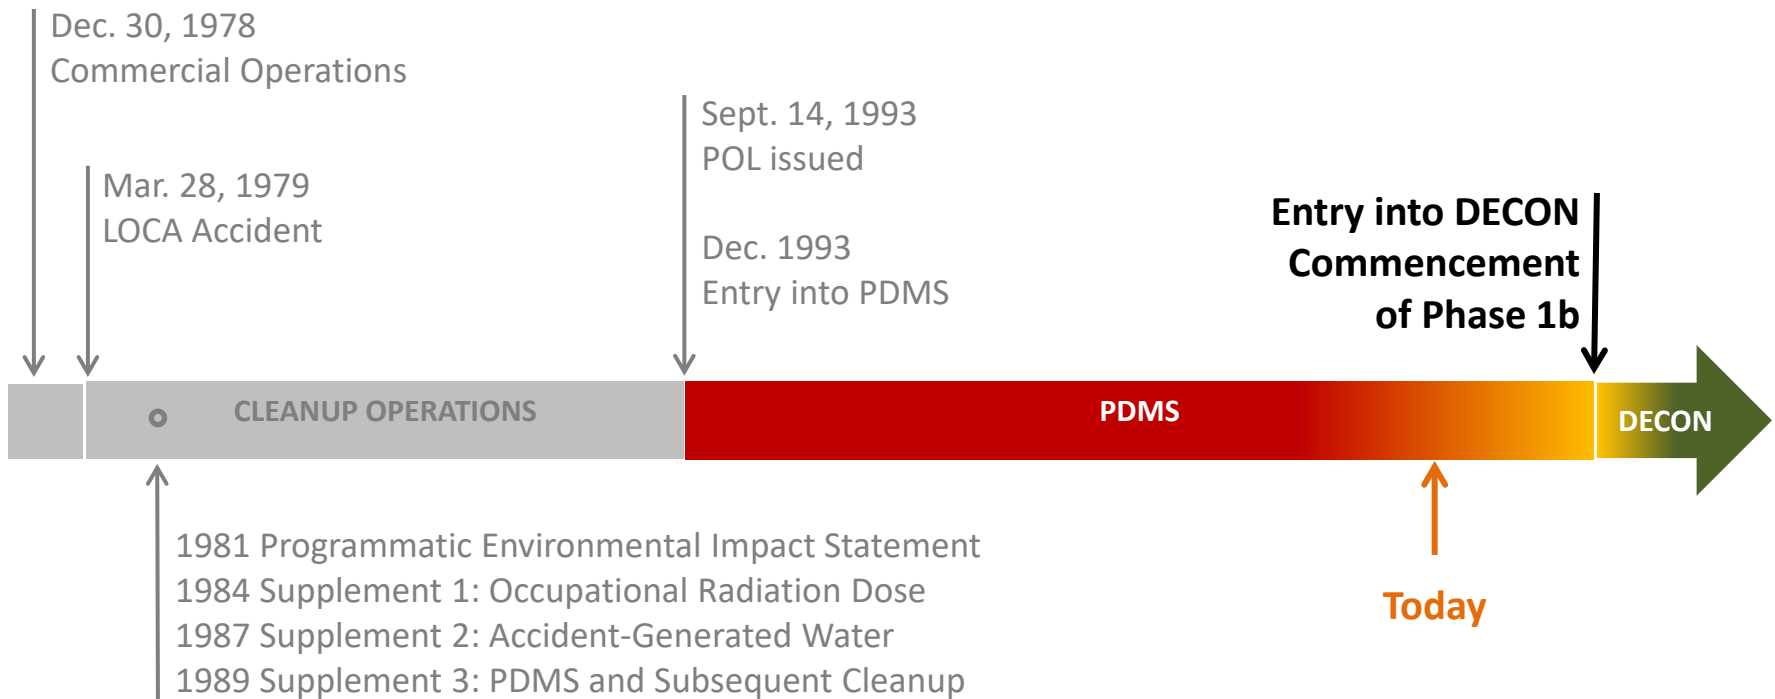 Dec. 30, 1978
Commercial Operations
Mar. 28, 1979
LOCA Accident
Sept. 14, 1993
POL issued
Dec. 1993
Entry into PDMS
Entry into DECON
Commencement
of Phase 1b
CLEANUP OPERATIONS
PDMS
DECON
1981 Programmatic Environmental Impact Statement
1984 Supplement 1: Occupational Radiation Dose
1987 Supplement 2: Accident-Generated Water
1989 Supplement 3: PDMS and Subsequent Cleanup
Today